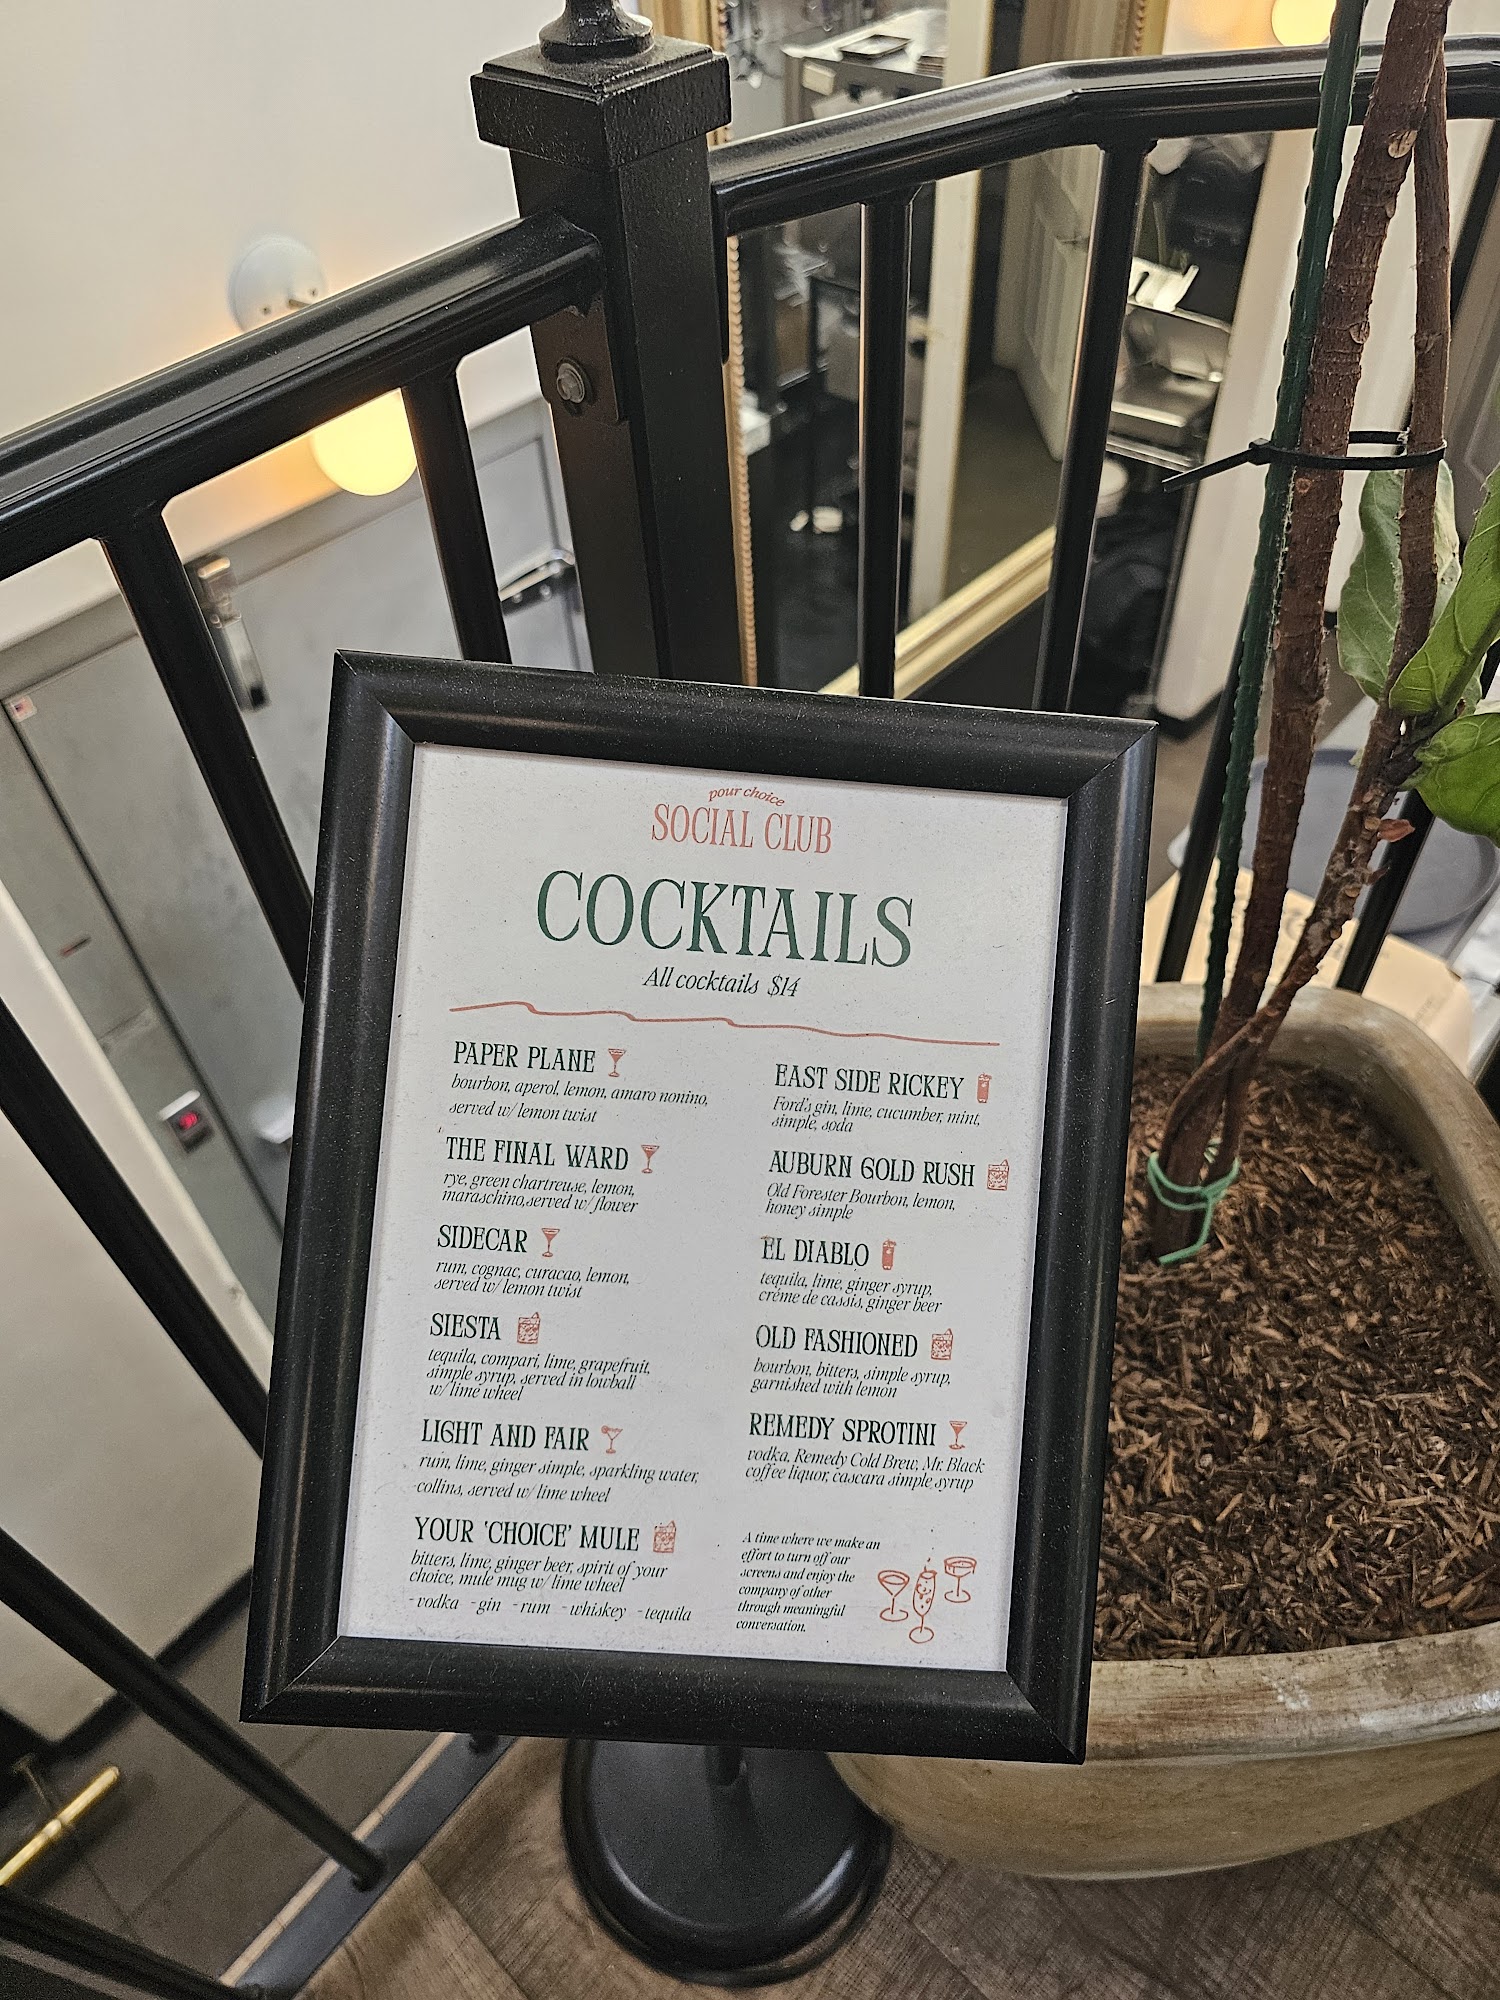 pour choice
SOCIAL CLUB
COCKTAILS
All cocktails $14
PAPER PLANE
bourbon, aperol, lemon, amaro nonino,
served w/ lemon twist
THE FINAL WARD
rye, green chartreuse, lemon,
maraschino,served w/ flower
SIDECAR
rum, cognac, curacao, lemon,
served w/ lemon twist
SIESTA
tequila, compari, lime, grapefruit,
simple syrup, served in lowball
w/ lime wheel
LIGHT AND FAIR
rum, lime, ginger simple, sparkling water,
collins, served w/ lime wheel
YOUR 'CHOICE' MULE
bitters, lime, ginger beer, spirit of your
choice, mule mug w/ lime wheel
-vodka -gin -rum -whiskey -tequila
EAST SIDE RICKEY
Ford's gin, lime, cucumber, mint,
simple, soda
AUBURN GOLD RUSH
Old Forester Bourbon, lemon,
honey simple
EL DIABLO
tequila, lime, ginger syrup,
crème de cassis, ginger beer
OLD FASHIONED
bourbon, bitters, simple syrup,
garnished with lemon
REMEDY SPROTINI
vodka, Remedy Cold Brew, Mr. Black
coffee liquor, cascara simple syrup
A time where we make an
effort to turn off our
screens and enjoy the
company of other
through meaningful
conversation.